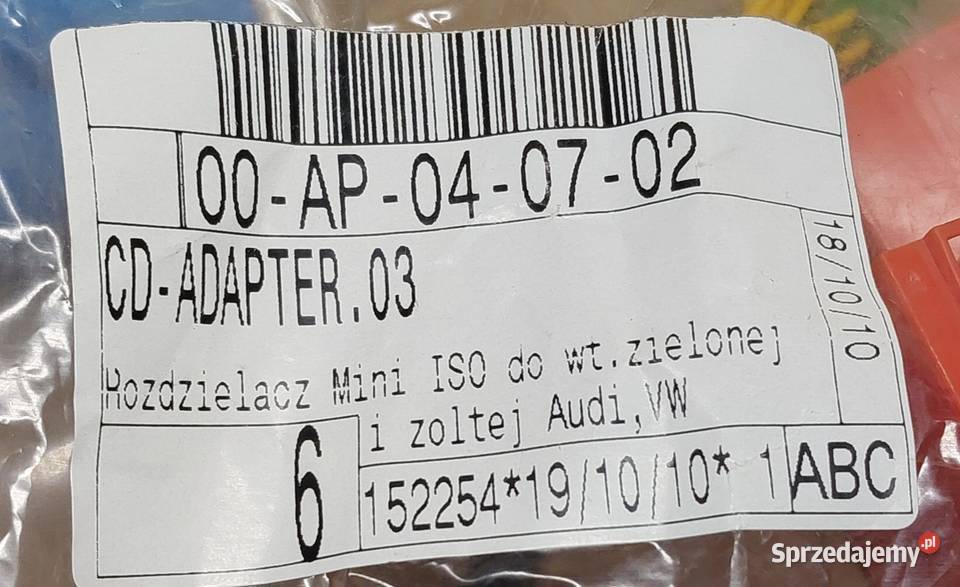 00-AP-04-07-02
CD-ADAPTER.03
18/10/10
Rozdzielacz Mini ISO do wt.zielonej
i zoltej Audi,VW
6
152254*19/10/10* 1
ABC
Sprzedajemy.pl